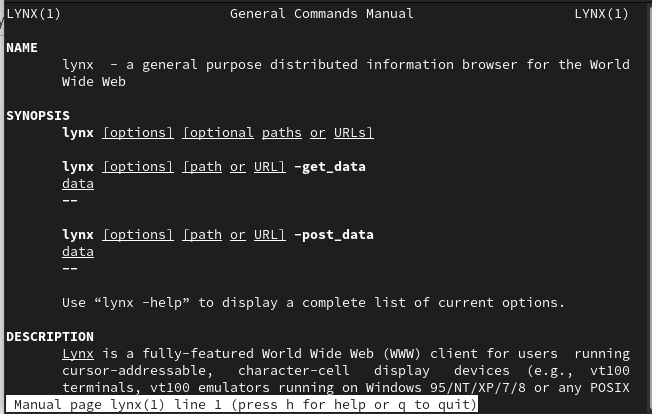 LYNX(1) General Commands Manual LYNX(1)
NAME
lynx - a general purpose distributed information browser for the World
Wide Web
SYNOPSIS
lynx [options] [optional paths or URLs]
lynx [options] [path or URL] -get_data
data
--
lynx [options] [path or URL] -post_data
data
--
Use “lynx -help” to display a complete list of current options.
DESCRIPTION
Lynx is a fully-featured World Wide Web (WWW) client for users running
cursor-addressable, character-cell display devices (e.g., vt100
terminals, vt100 emulators running on Windows 95/NT/XP/7/8 or any POSIX
Manual page lynx(1) line 1 (press h for help or q to quit)